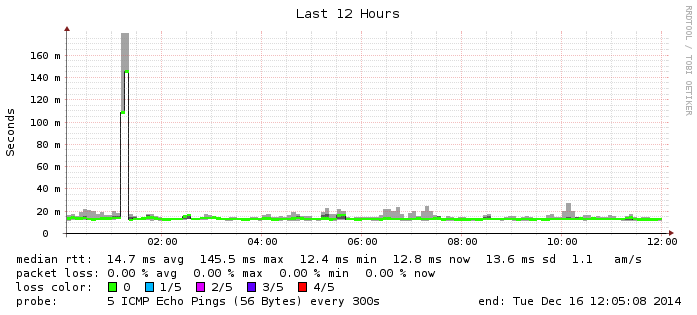 Last 12 Hours
RRDTOOL / TOBI OETIKER
Seconds
160 m
140 m
120 m
100 m
80 m
60 m
40 m
20 m
0
02:00 04:00 06:00 08:00 10:00 12:00
median rtt: 14.7 ms avg 145.5 ms max 12.4 ms min 12.8 ms now 13.6 ms sd 1.1 am/s
packet loss: 0.00 % avg 0.00 % max 0.00 % min 0.00 % now
loss color: 0 1/5 2/5 3/5 4/5
probe: 5 ICMP Echo Pings (56 Bytes) every 300s end: Tue Dec 16 12:05:08 2014